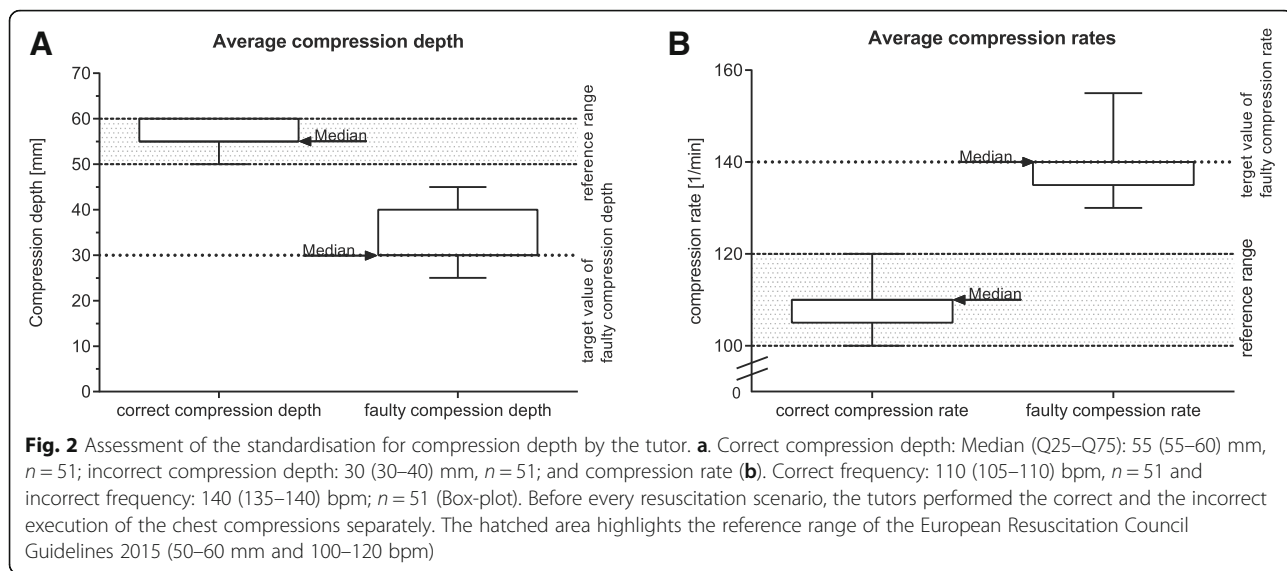 A
Average compression depth
Compression depth [mm]
70
60
50
40
30
20
10
0
Median
Median
reference range
target value of
faulty compression depth
correct compression depth
faulty compession depth
B
Average compression rates
compression rate [1/min]
160
140
120
100
0
Median
Median
terget value of
faulty compression rate
reference range
correct compression rate
faulty compression rate
Fig. 2 Assessment of the standardisation for compression depth by the tutor. a. Correct compression depth: Median (Q25–Q75): 55 (55–60) mm,
n = 51; incorrect compression depth: 30 (30–40) mm, n = 51; and compression rate (b). Correct frequency: 110 (105–110) bpm, n = 51 and
incorrect frequency: 140 (135–140) bpm; n = 51 (Box-plot). Before every resuscitation scenario, the tutors performed the correct and the incorrect
execution of the chest compressions separately. The hatched area highlights the reference range of the European Resuscitation Council
Guidelines 2015 (50–60 mm and 100–120 bpm)